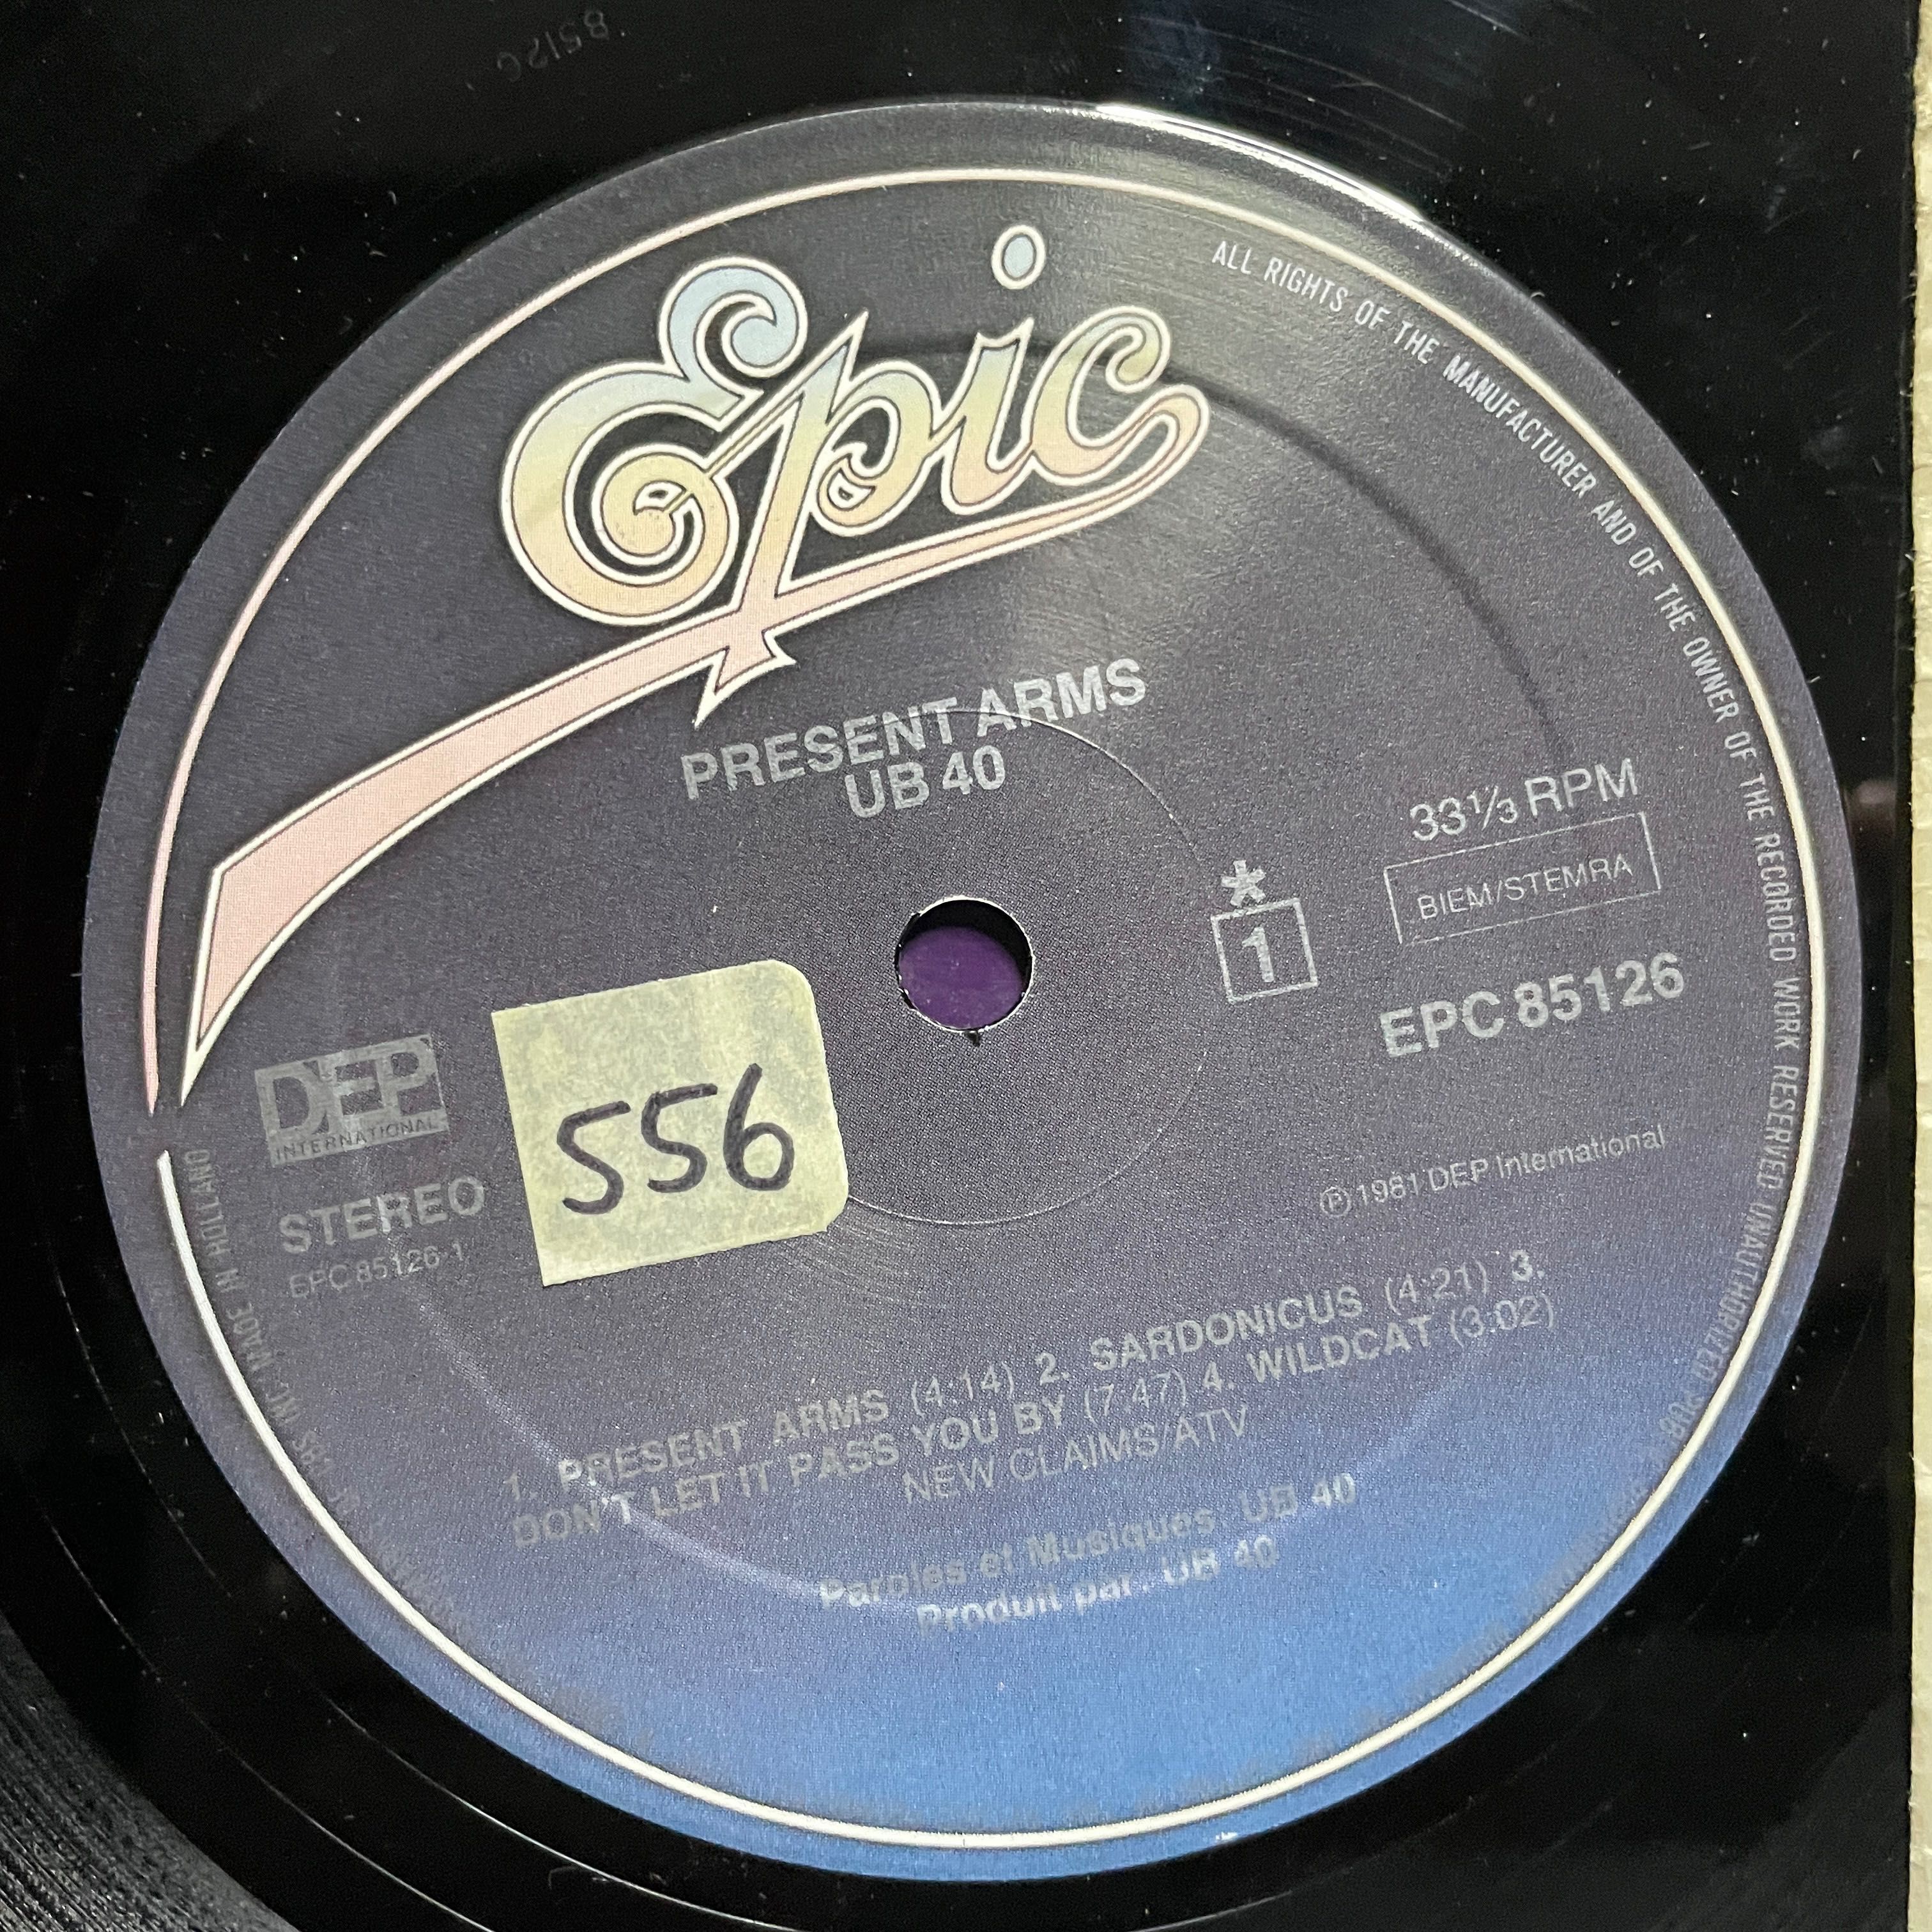 85126
Epic
ALL RIGHTS OF THE MANUFACTURER AND OF THE OWNER OF THE RECORDED WORK RESERVED UNAUTHORIZED
PRESENT ARMS
UB 40
33⅓ RPM
BIEM/STEMRA
*
1
EPC 85126
DEP
INTERNATIONAL
STEREO
EPC 85126-1
556
℗ 1981 DEP International
1. PRESENT ARMS (4:14) 2. SARDONICUS (4:21) 3.
DON'T LET IT PASS YOU BY (7:47) 4. WILDCAT (3:02)
NEW CLAIMS/ATV
Paroles et Musiques UB 40
Produit par: UB 40
CBS INC. MADE IN HOLLAND